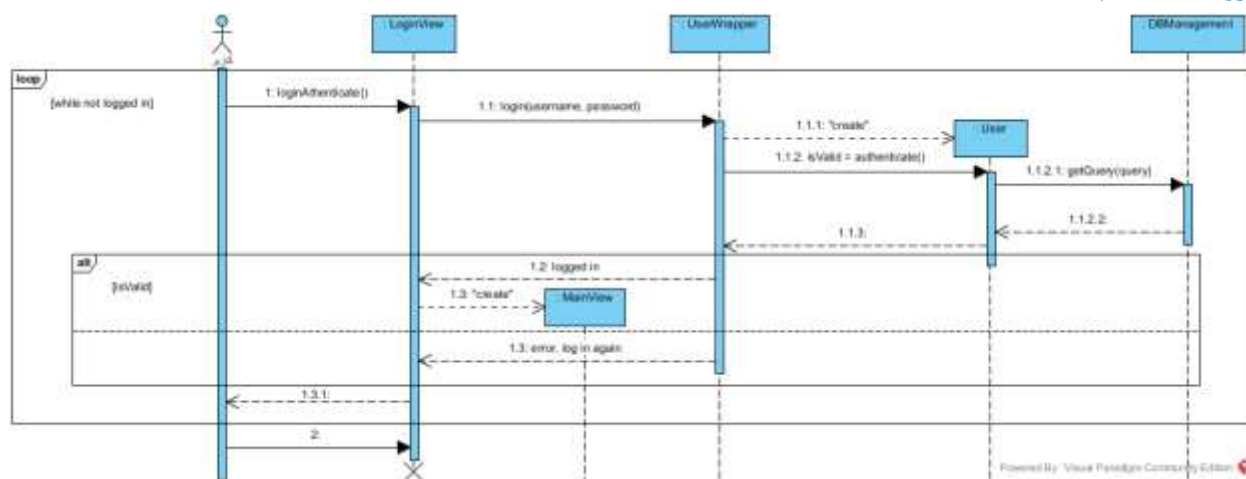 : LoginView
: UserWrapper
: DBManagement
loop
[while not logged in]
1: loginAthenticate()
1.1: login(username, password)
1.1.1: "create"
: User
1.1.2: isValid = authenticate()
1.1.2.1: getQuery(query)
1.1.2.2:
1.1.3:
alt
[isValid]
1.2: logged in
1.3: "create"
: MainView
1.3: error, log in again
1.3.1:
2:
Powered By: Visual Paradigm Community Edition